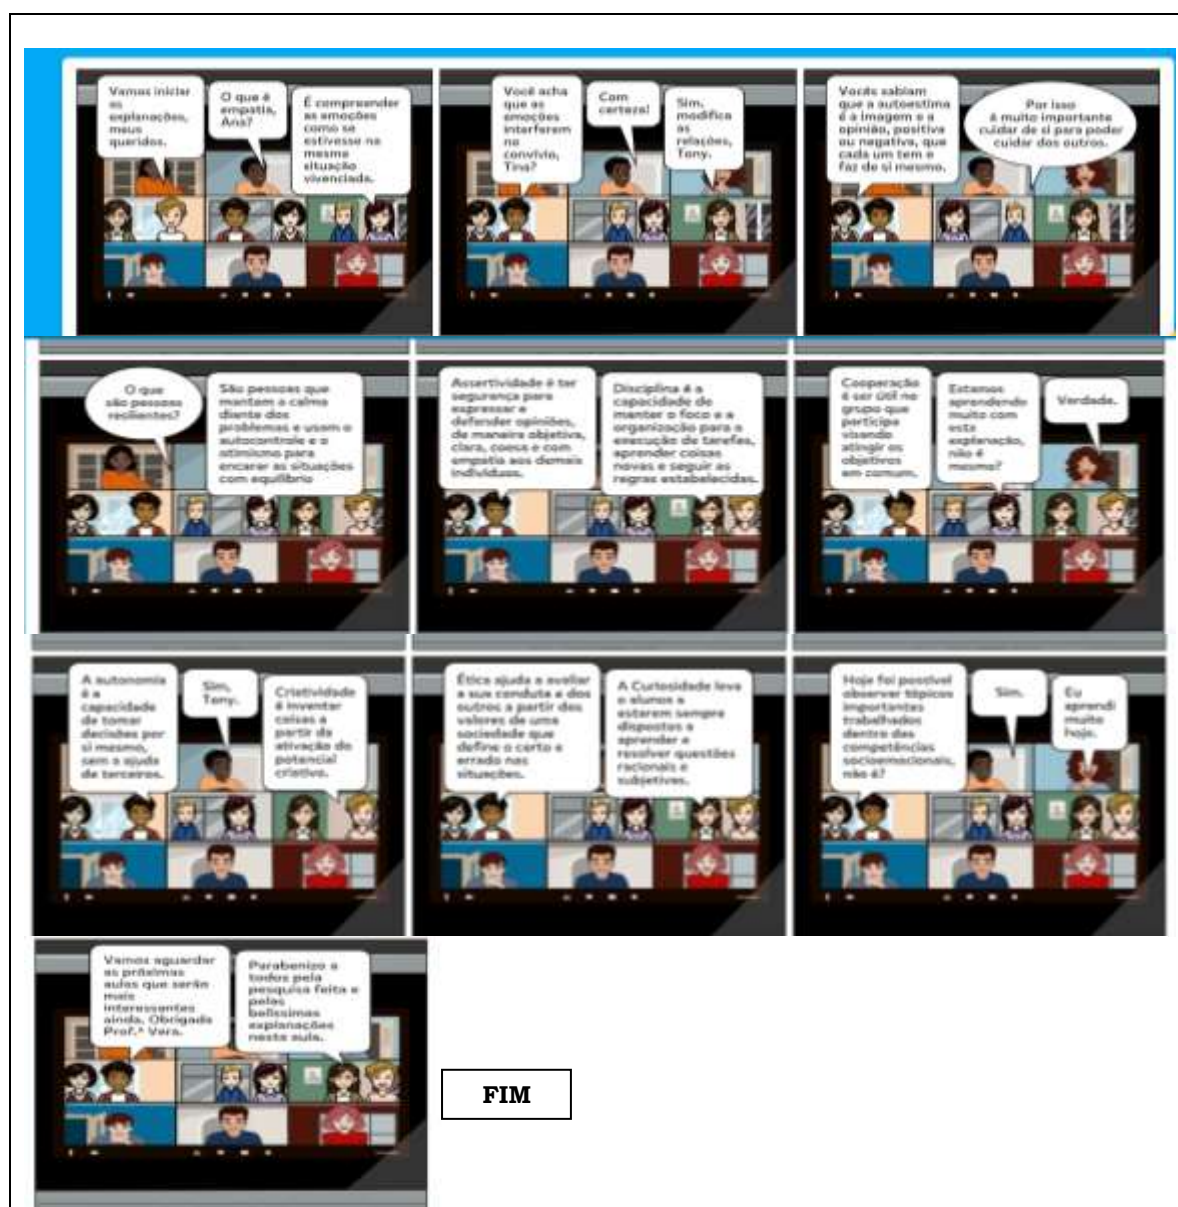 Vamos iniciar
as
explanações,
meus
queridos.
O que é
empatia,
Ana?
É compreender
as emoções
como se
estivesse na
mesma
situação
vivenciada.
Você acha
que as
emoções
interferem
no
convívio,
Tina?
Com
certeza!
Sim,
modifica
as
relações,
Tony.
Vocês sabiam
que a autoestima
é a imagem e a
opinião, positiva
ou negativa, que
cada um tem e
faz de si mesmo.
Por isso
é muito importante
cuidar de si para poder
cuidar dos outros.
O que
são pessoas
resilientes?
São pessoas que
mantem a calma
diante dos
problemas e usam o
autocontrole e o
otimismo para
encarar as situações
com equilíbrio
Assertividade é ter
segurança para
expressar e
defender opiniões,
de maneira objetiva,
clara, coesa e com
empatia aos demais
indivíduos.
Disciplina é a
capacidade de
manter o foco e a
organização para a
execução de tarefas,
aprender coisas
novas e seguir as
regras estabelecidas.
Cooperação
é ser útil no
grupo que
participa
visando
atingir os
objetivos
em comum.
Estamos
aprendendo
muito com
esta
explanação,
não é
mesmo?
Verdade.
A autonomia
é a
capacidade
de tomar
decisões por
si mesmo,
sem a ajuda
de terceiros.
Sim,
Tony.
Criatividade
é inventar
coisas a
partir da
ativação do
potencial
criativo.
Ética ajuda a avaliar
a sua conduta e dos
outros a partir dos
valores de uma
sociedade que
define o certo e
errado nas
situações.
A Curiosidade leva
o alunos a
estarem sempre
dispostos a
aprender e
resolver questões
racionais e
subjetivas.
Hoje foi possível
observar tópicos
importantes
trabalhados
dentro das
competências
socioemocionais,
não é?
Sim.
Eu
aprendi
muito
hoje.
Vamos aguardar
as próximas
aulas que serão
mais
interessantes
ainda, Obrigada
Prof.ª Vera.
Parabenizo a
todos pela
pesquisa feita e
pelas
belíssimas
explanações
nesta aula.
FIM